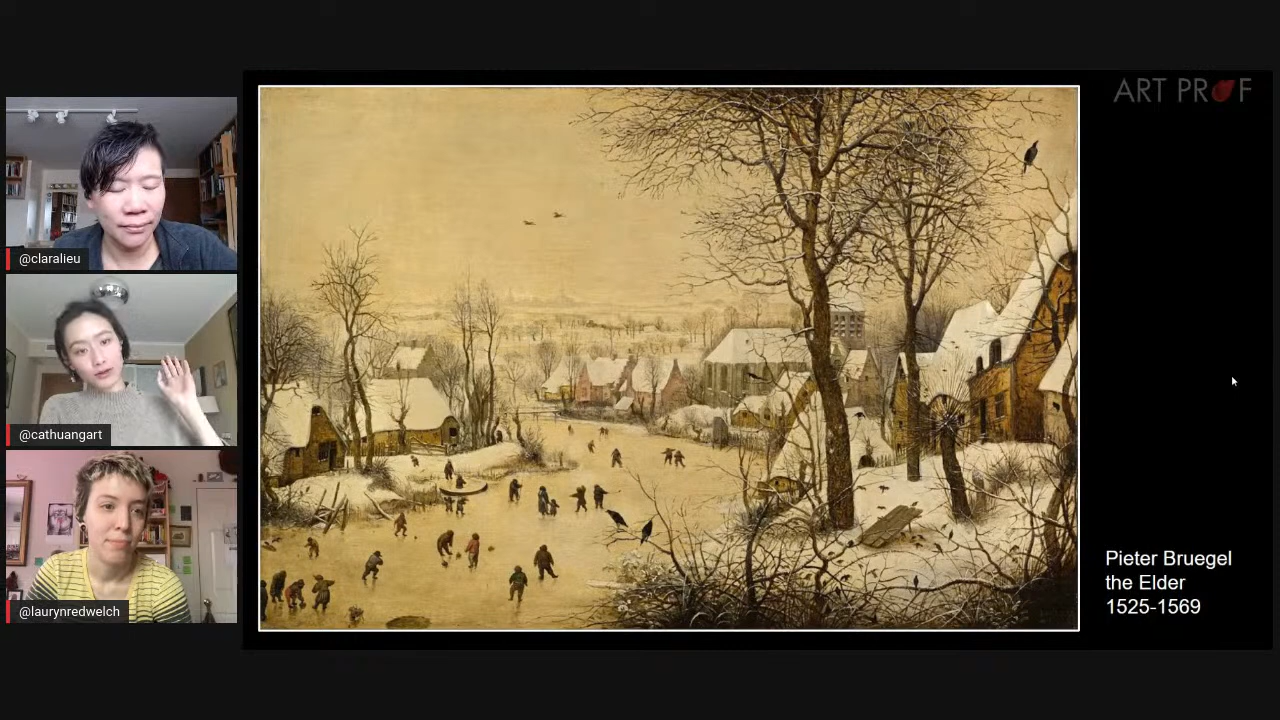 ART PROF
@claralieu
@cathuangart
@laurynredwelch
Pieter Bruegel
the Elder
1525-1569